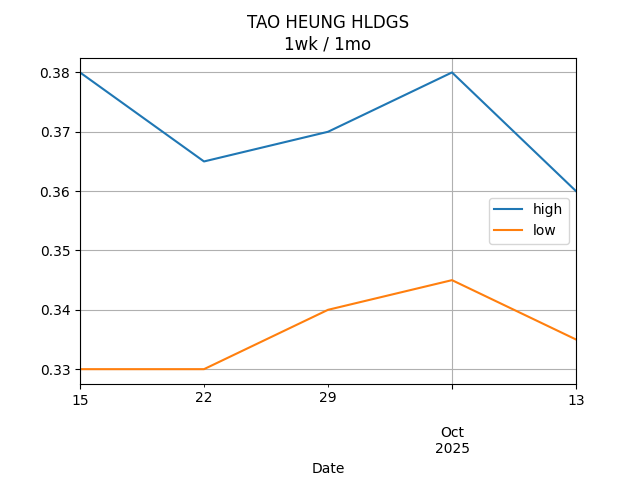 TAO HEUNG HLDGS
1wk / 1mo
0.38
0.37
0.36
0.35
0.34
0.33
high
low
15
22
29
13
Oct
2025
Date